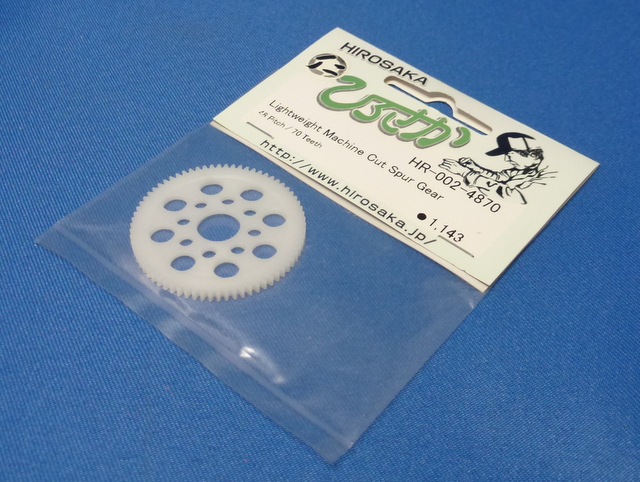 HIROSAKA
ひろさか
Lightweight Machine Cut Spur Gear
48 Pitch / 70 Teeth
HR-002-4870
●1,143
http://www.hirosaka.jp/